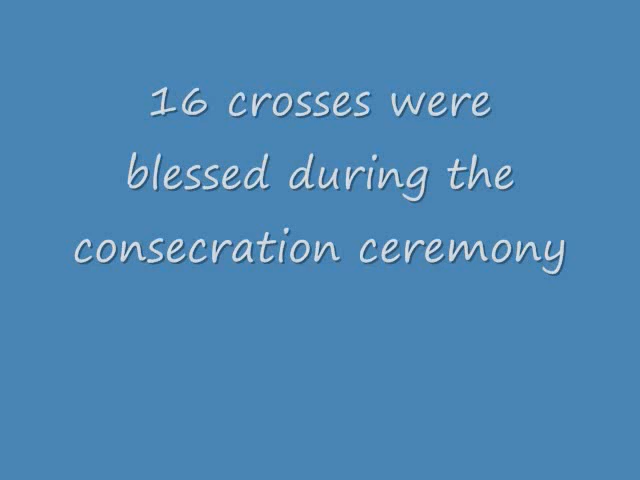 16 crosses were
blessed during the
consecration ceremony